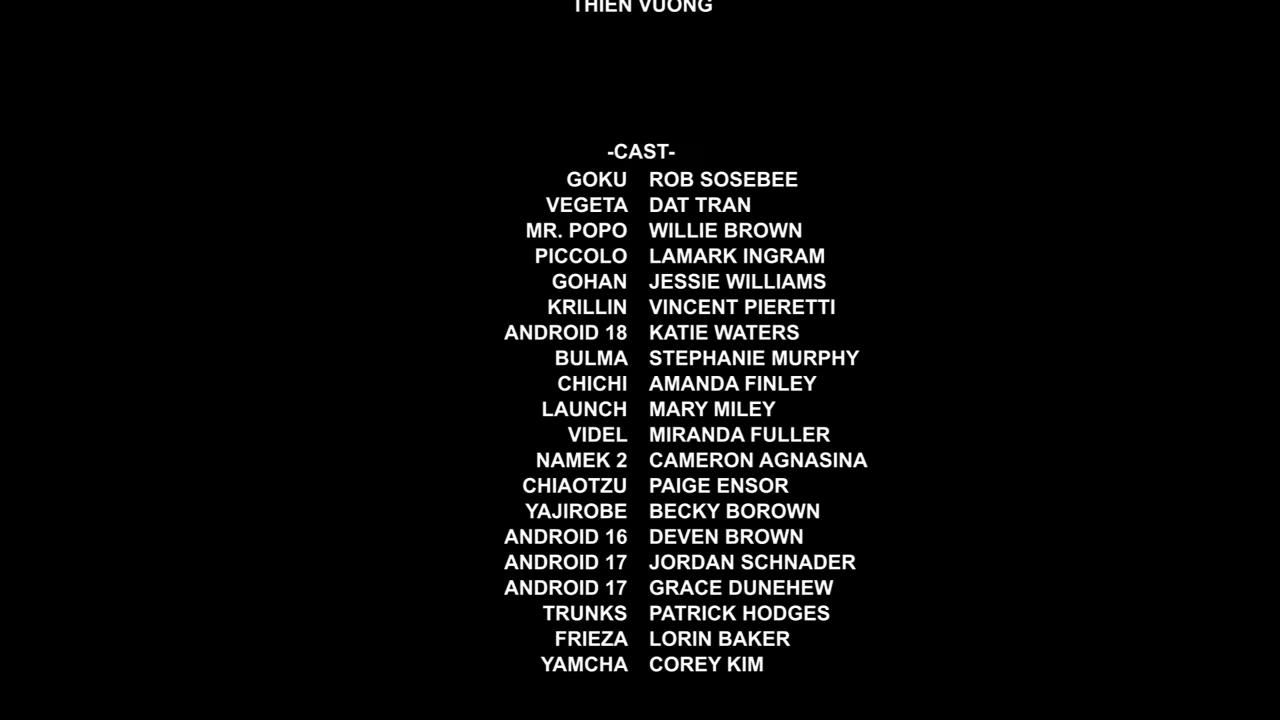 THIEN VUONG
-CAST-
GOKU ROB SOSEBEE
VEGETA DAT TRAN
MR. POPO WILLIE BROWN
PICCOLO LAMARK INGRAM
GOHAN JESSIE WILLIAMS
KRILLIN VINCENT PIERETTI
ANDROID 18 KATIE WATERS
BULMA STEPHANIE MURPHY
CHICHI AMANDA FINLEY
LAUNCH MARY MILEY
VIDEL MIRANDA FULLER
NAMEK 2 CAMERON AGNASINA
CHIAOTZU PAIGE ENSOR
YAJIROBE BECKY BOROWN
ANDROID 16 DEVEN BROWN
ANDROID 17 JORDAN SCHNADER
ANDROID 17 GRACE DUNEHEW
TRUNKS PATRICK HODGES
FRIEZA LORIN BAKER
YAMCHA COREY KIM